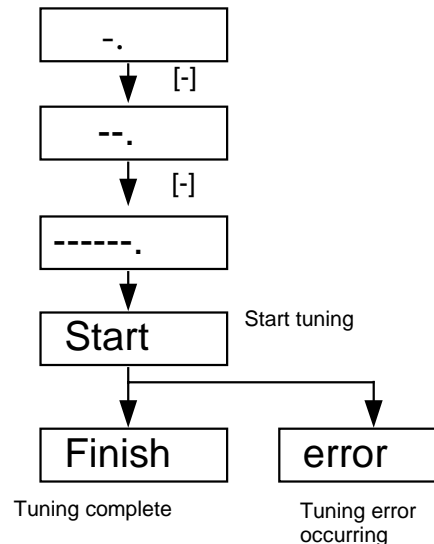 -.
[-]
--.
[-]
------.
Start
Start tuning
Finish
error
Tuning complete
Tuning error
occurring